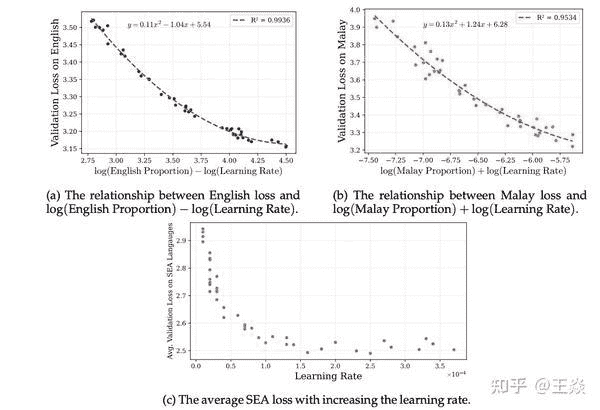 y = 0.11x² − 1.04x + 5.54
R² = 0.9936
Validation Loss on English
3.50
3.45
3.40
3.35
3.30
3.25
3.20
3.15
2.75 3.00 3.25 3.50 3.75 4.00 4.25 4.50
log(English Proportion) − log(Learning Rate)
y = 0.13x² + 1.24x + 6.28
R² = 0.9534
Validation Loss on Malay
4.0
3.9
3.8
3.7
3.6
3.5
3.4
3.3
3.2
−7.50 −7.25 −7.00 −6.75 −6.50 −6.25 −6.00 −5.75
log(Malay Proportion) + log(Learning Rate)
(a) The relationship between English loss and
log(English Proportion) − log(Learning Rate).
(b) The relationship between Malay loss and
log(Malay Proportion) + log(Learning Rate).
Avg. Validation Loss on SEA Langauges
2.9
2.8
2.7
2.6
2.5
0.0 0.5 1.0 1.5 2.0 2.5 3.0 3.5
×10⁻⁴
Learning Rate
(c) The average SEA loss with increasing the learning rate.
知乎 @王焱